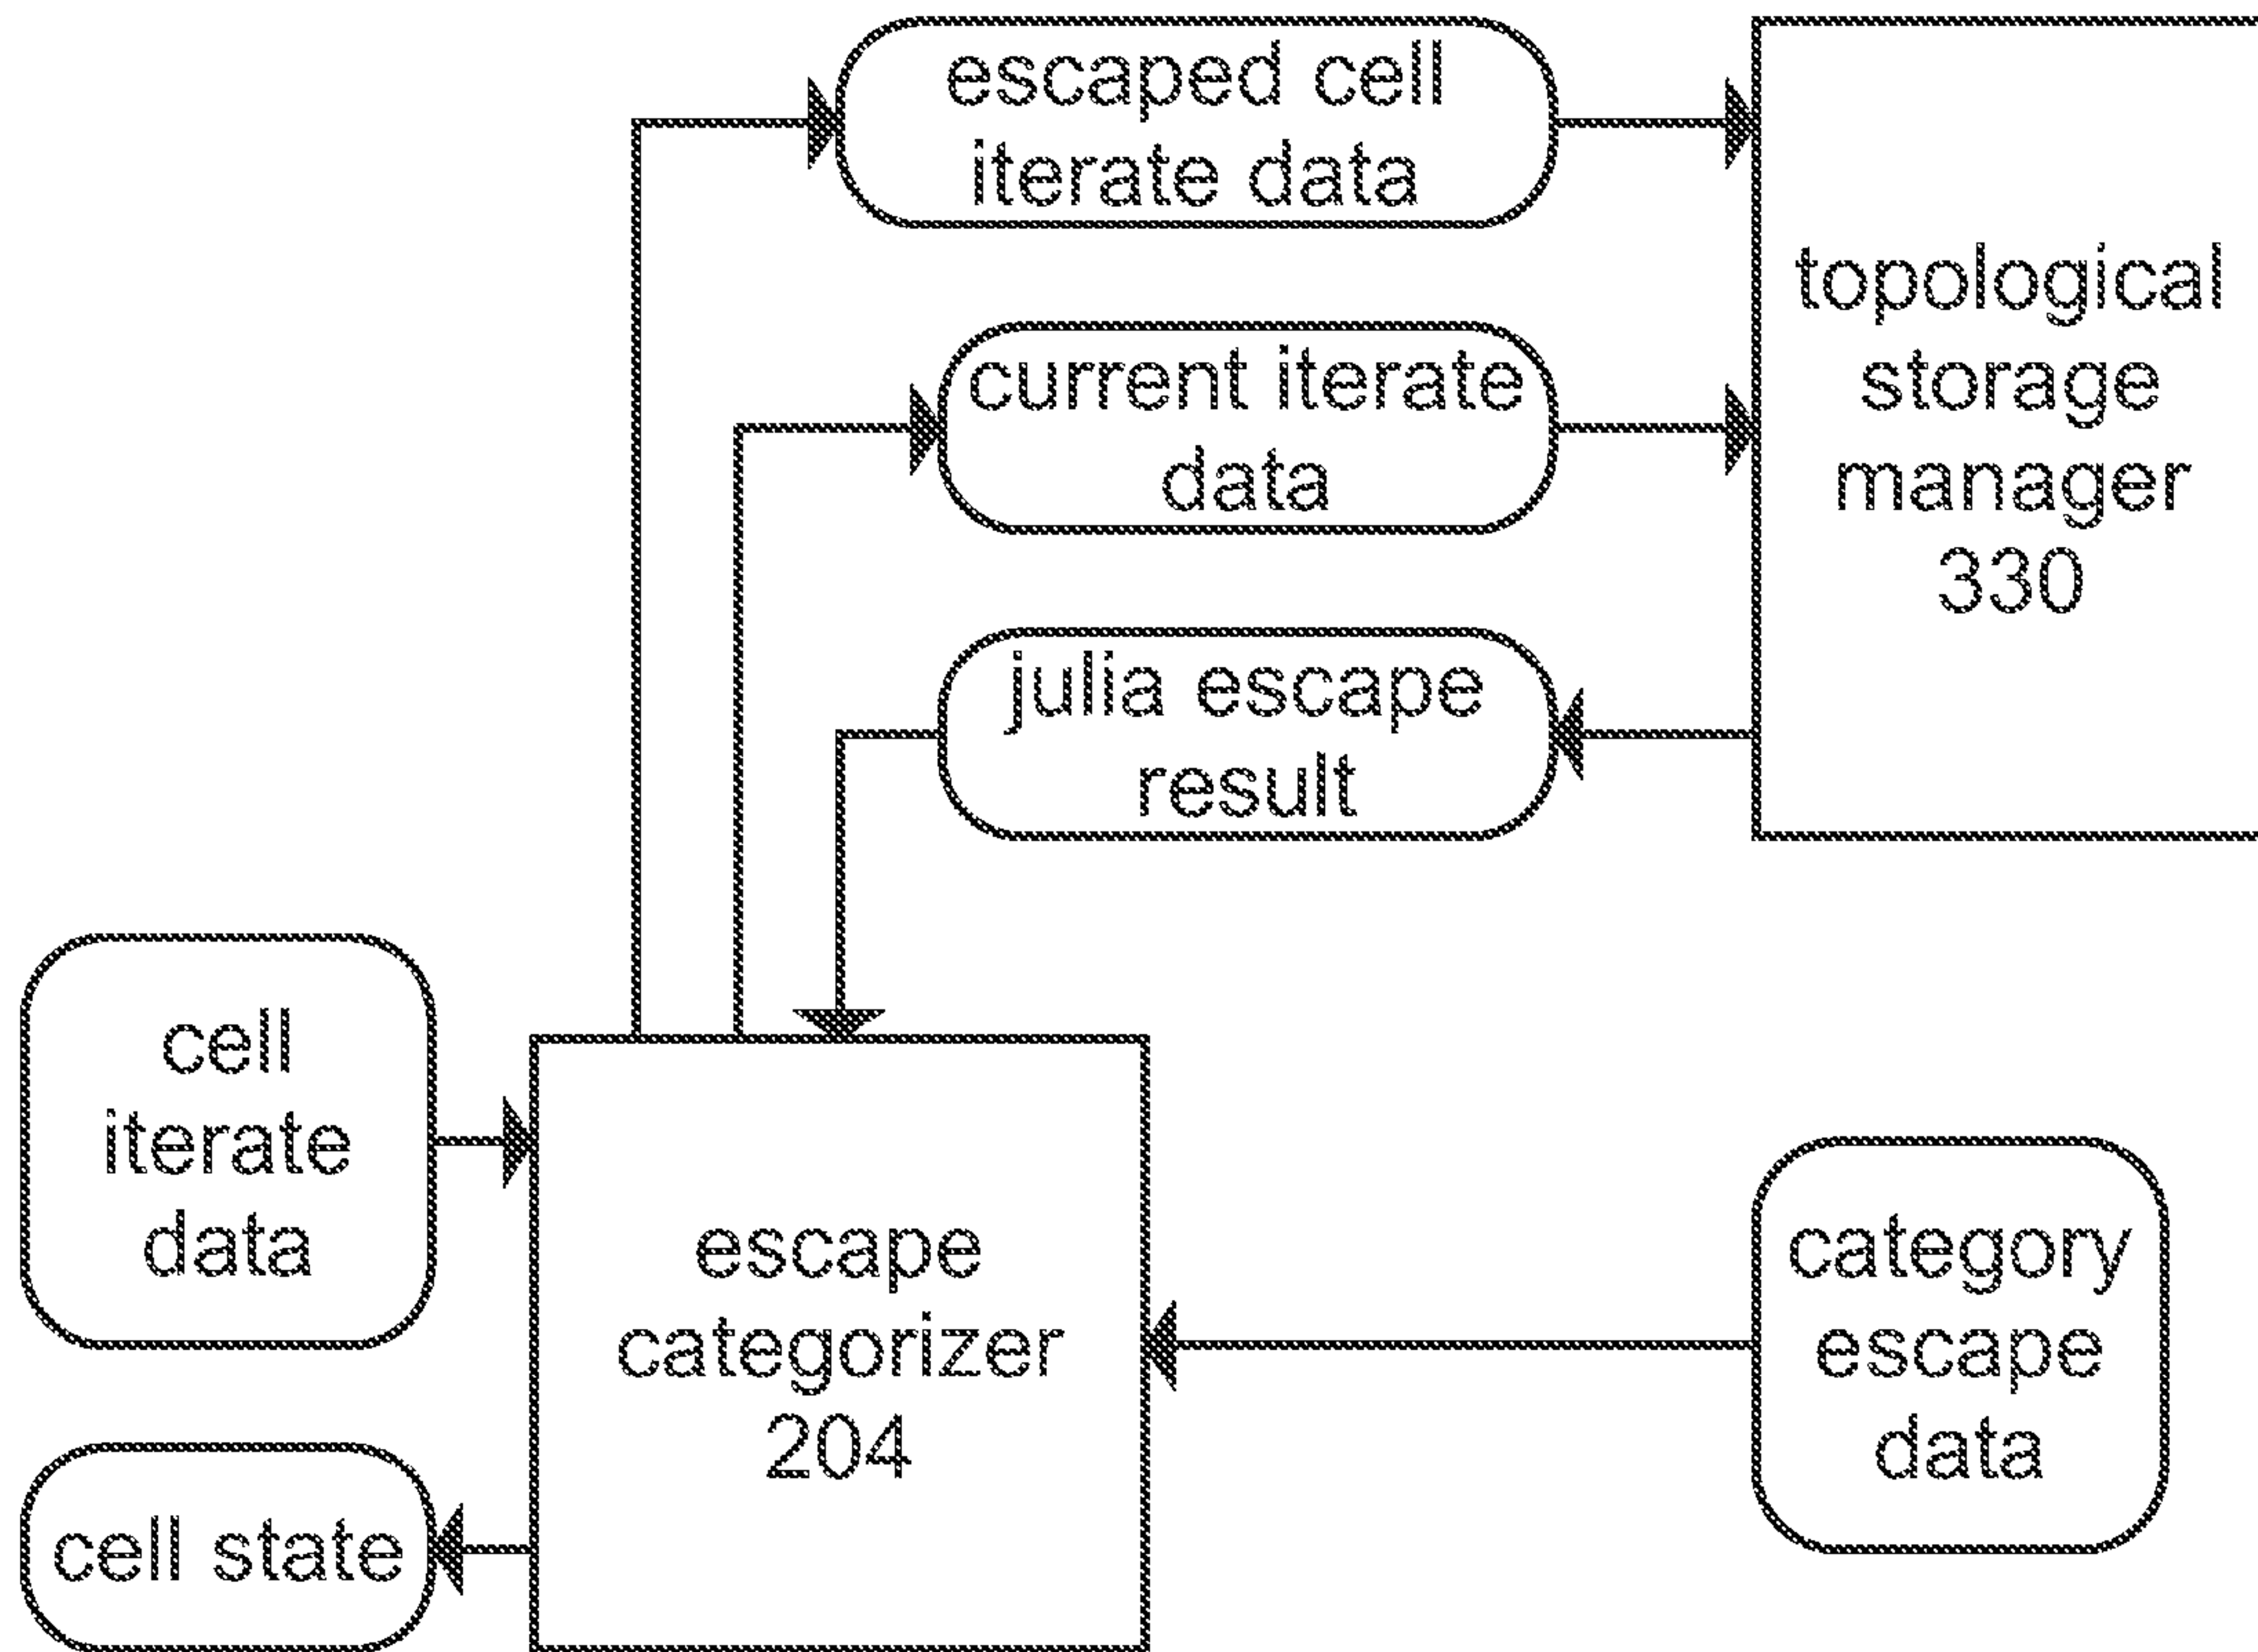 escaped cell
iterate data
topological
storage
manager
330
current iterate
data
julia escape
result
cell
iterate
data
escape
categorizer
204
category
escape
data
cell state